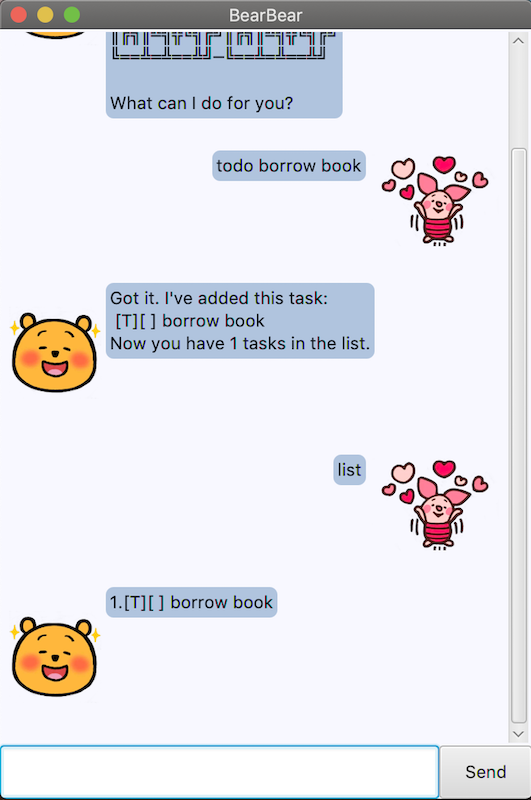 BearBear
What can I do for you?
todo borrow book
Got it. I've added this task:
[T][ ] borrow book
Now you have 1 tasks in the list.
list
1.[T][ ] borrow book
Send